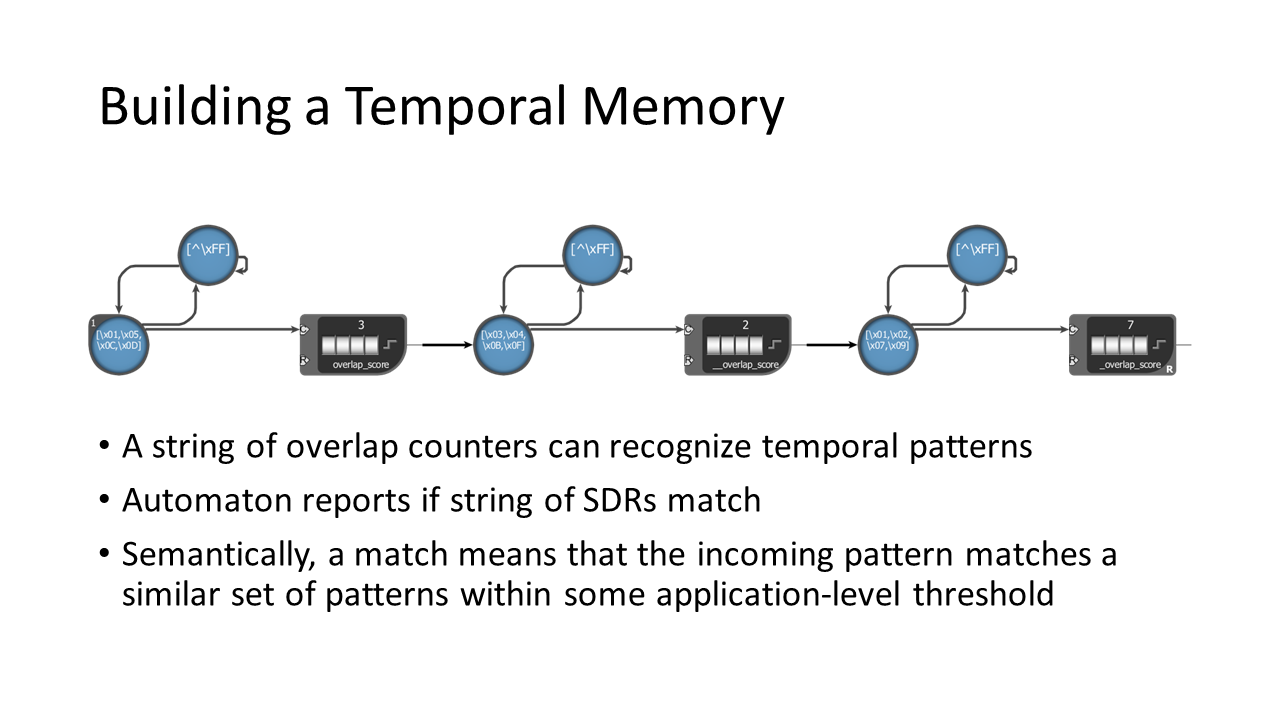 Building a Temporal Memory
[^\xFF]
[^\xFF]
[^\xFF]
1
[\x01,\x05,
\x0C,\x0D]
C
3
R
overlap_score
[\x03,\x04,
\x0B,\x0F]
C
2
R
__overlap_score
[\x01,\x02,
\x07,\x09]
C
7
R
_overlap_score
R
• A string of overlap counters can recognize temporal patterns
• Automaton reports if string of SDRs match
• Semantically, a match means that the incoming pattern matches a
similar set of patterns within some application-level threshold